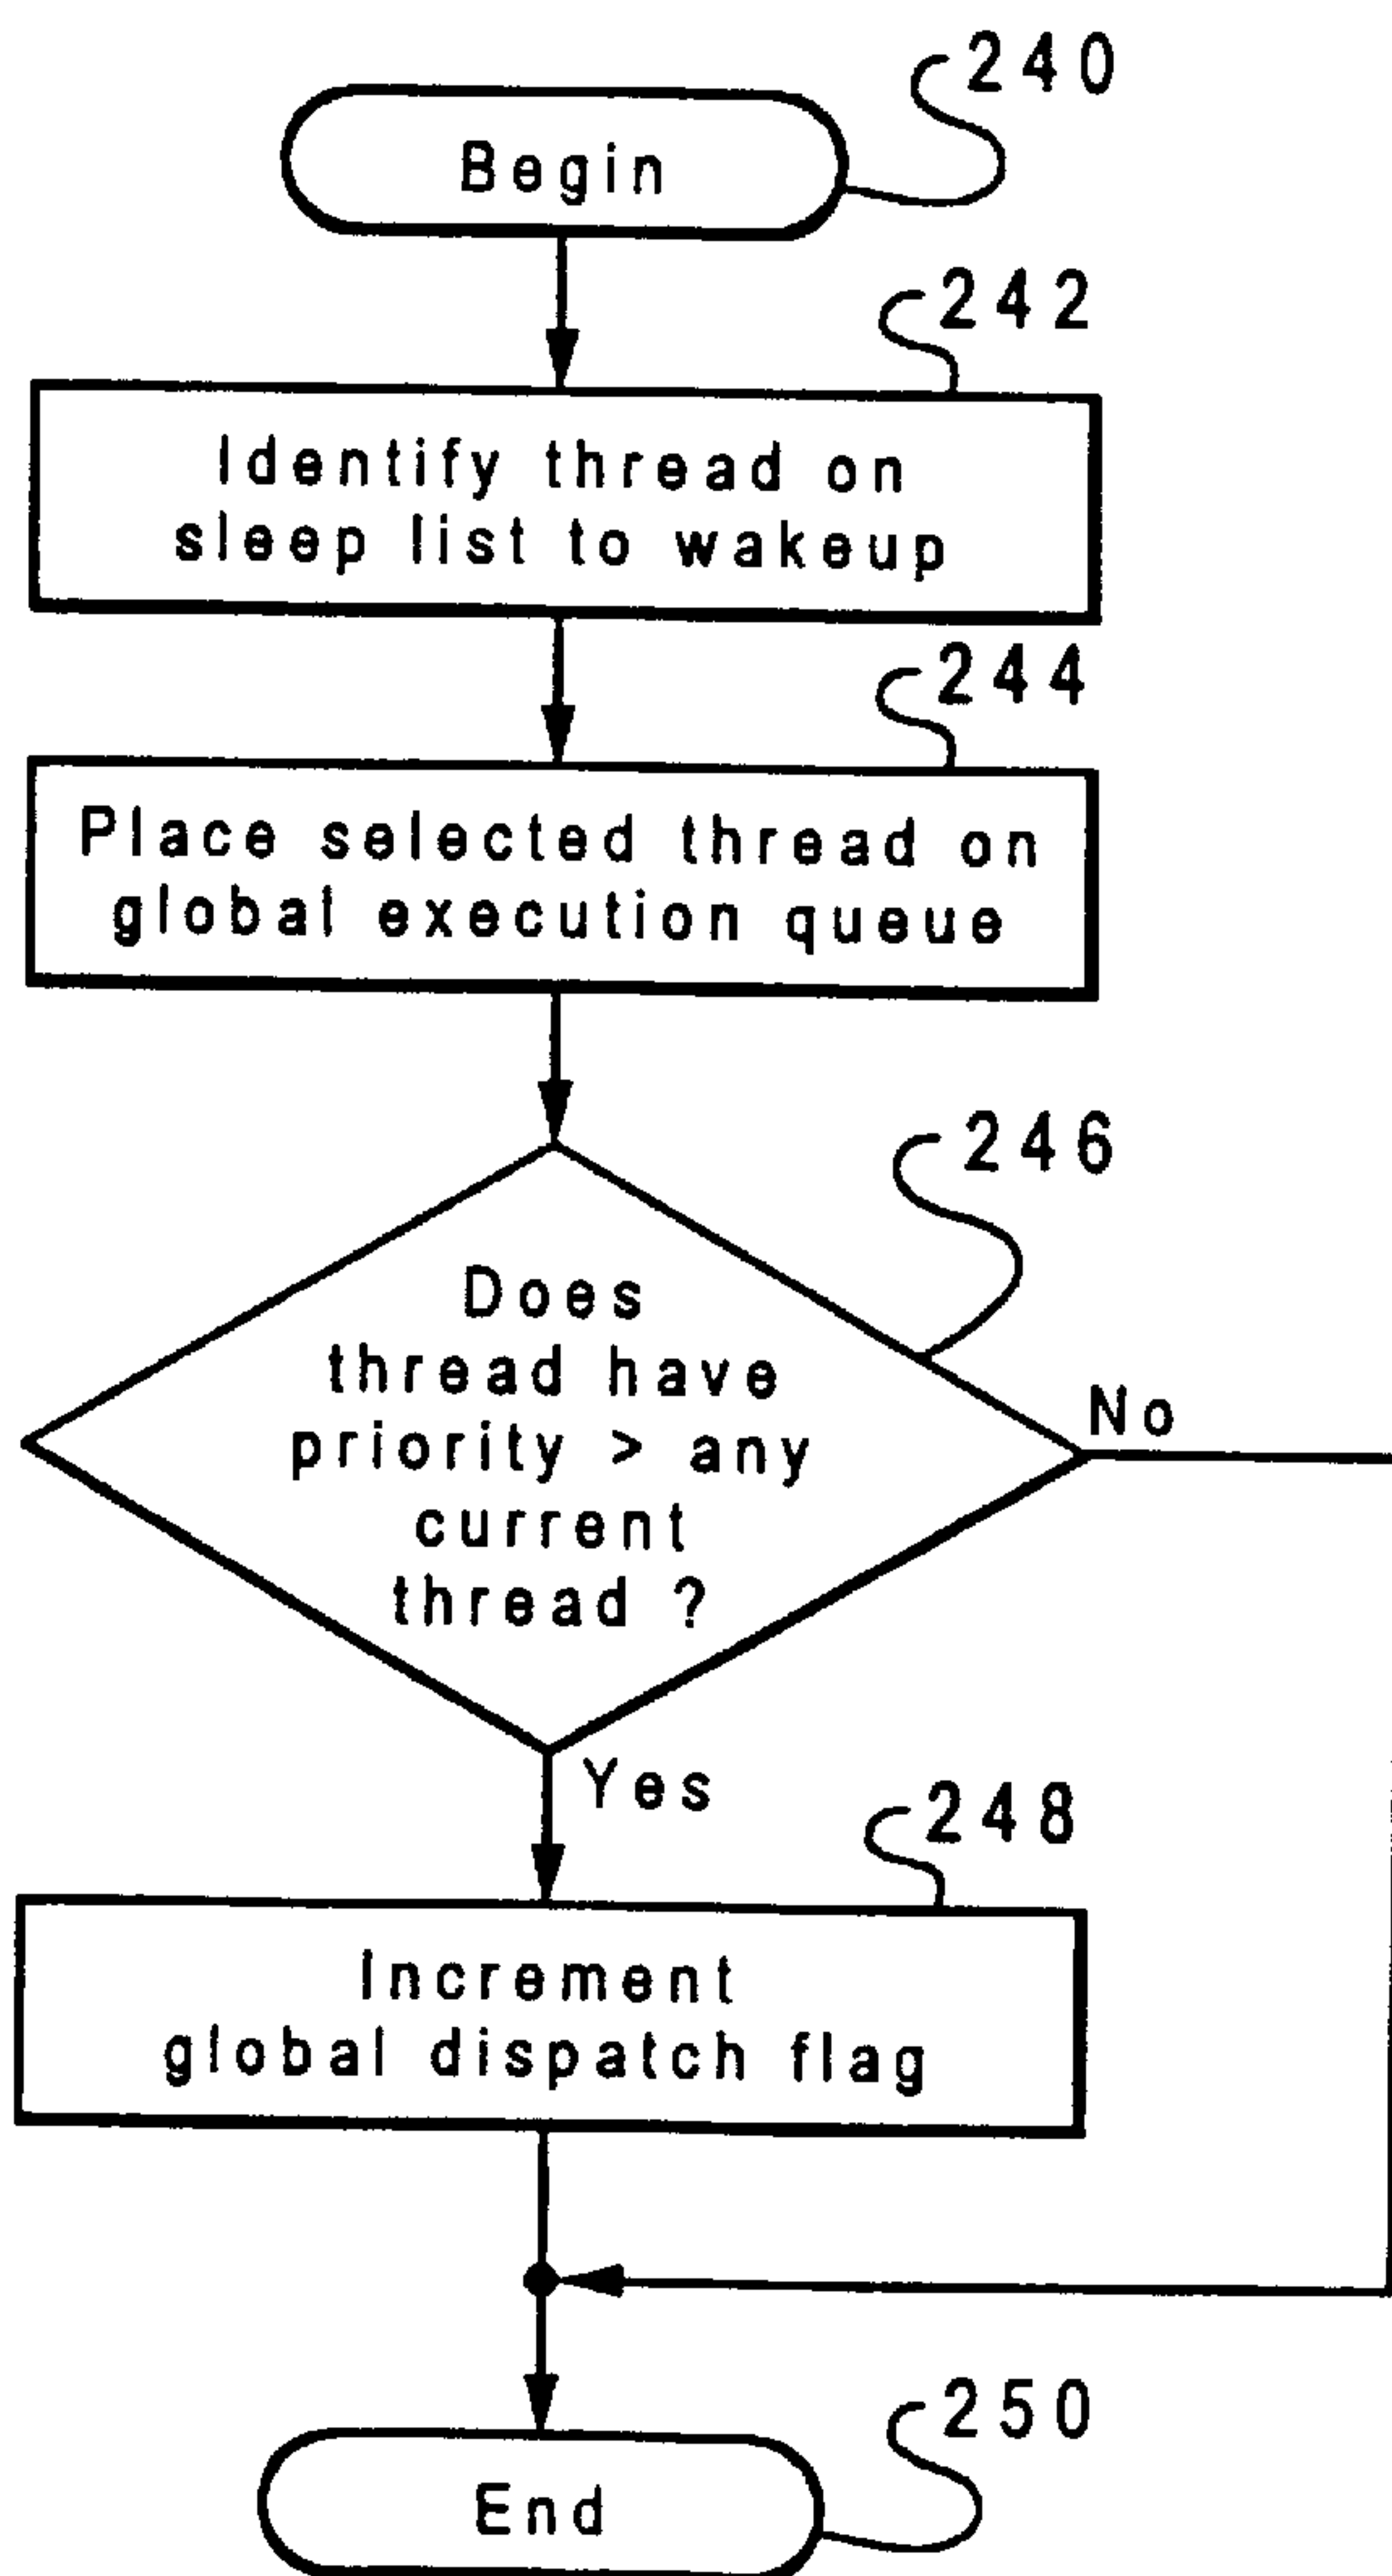 240
Begin
242
Identify thread on
sleep list to wakeup
244
Place selected thread on
global execution queue
246
Does
thread have
priority > any
current
thread ?
No
Yes
248
Increment
global dispatch flag
250
End